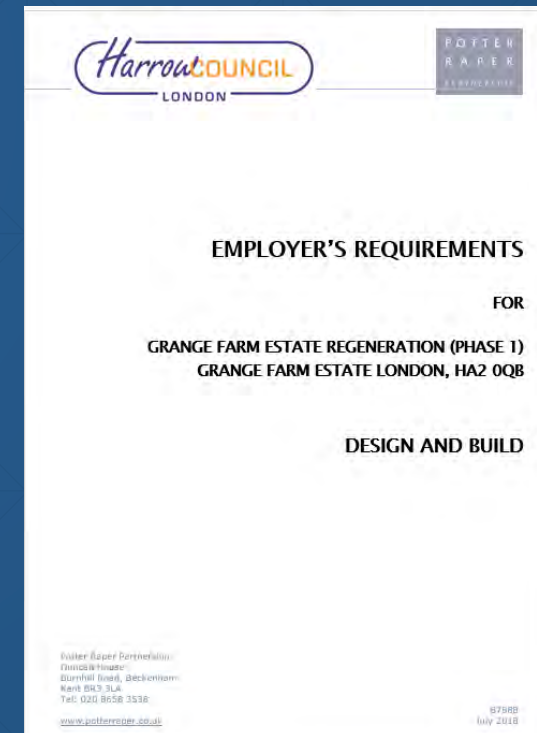 HarrowCOUNCIL
LONDON
POTTER
RAPER
PARTNERSHIP
EMPLOYER'S REQUIREMENTS
FOR
GRANGE FARM ESTATE REGENERATION (PHASE 1)
GRANGE FARM ESTATE LONDON, HA2 0QB
DESIGN AND BUILD
Potter Raper Partnership
House
Burnhill Road, Beckenham
Kent BR3 3LA
Tel: 020 8658 3538
www.potterraper.co.uk
July 2018